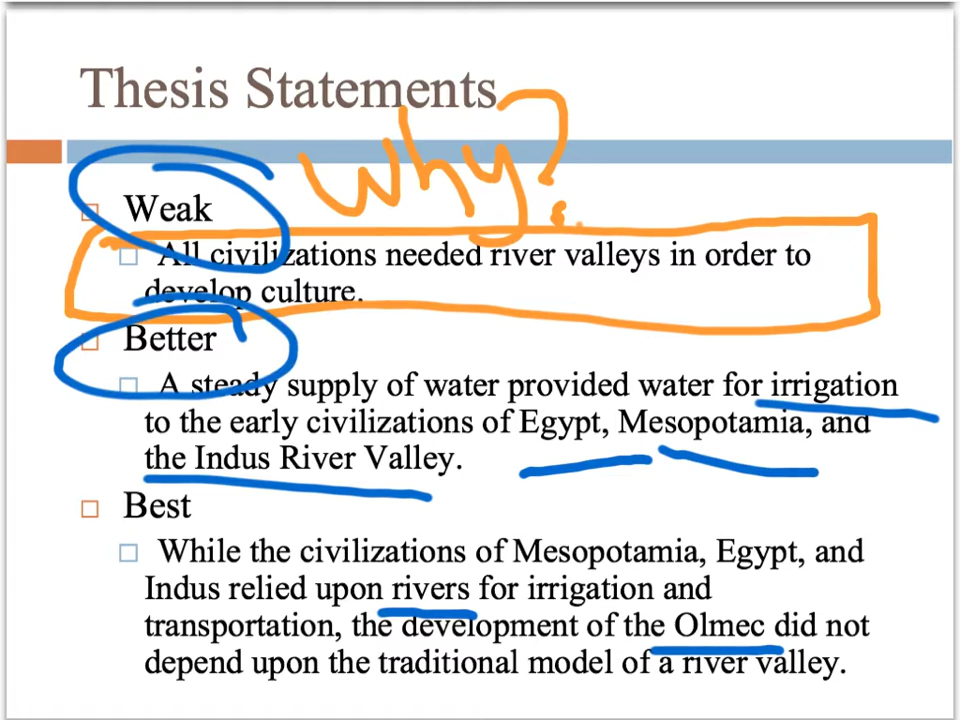 Thesis Statements
Why?
Weak
All civilizations needed river valleys in order to
develop culture.
Better
A steady supply of water provided water for irrigation
to the early civilizations of Egypt, Mesopotamia, and
the Indus River Valley.
Best
While the civilizations of Mesopotamia, Egypt, and
Indus relied upon rivers for irrigation and
transportation, the development of the Olmec did not
depend upon the traditional model of a river valley.